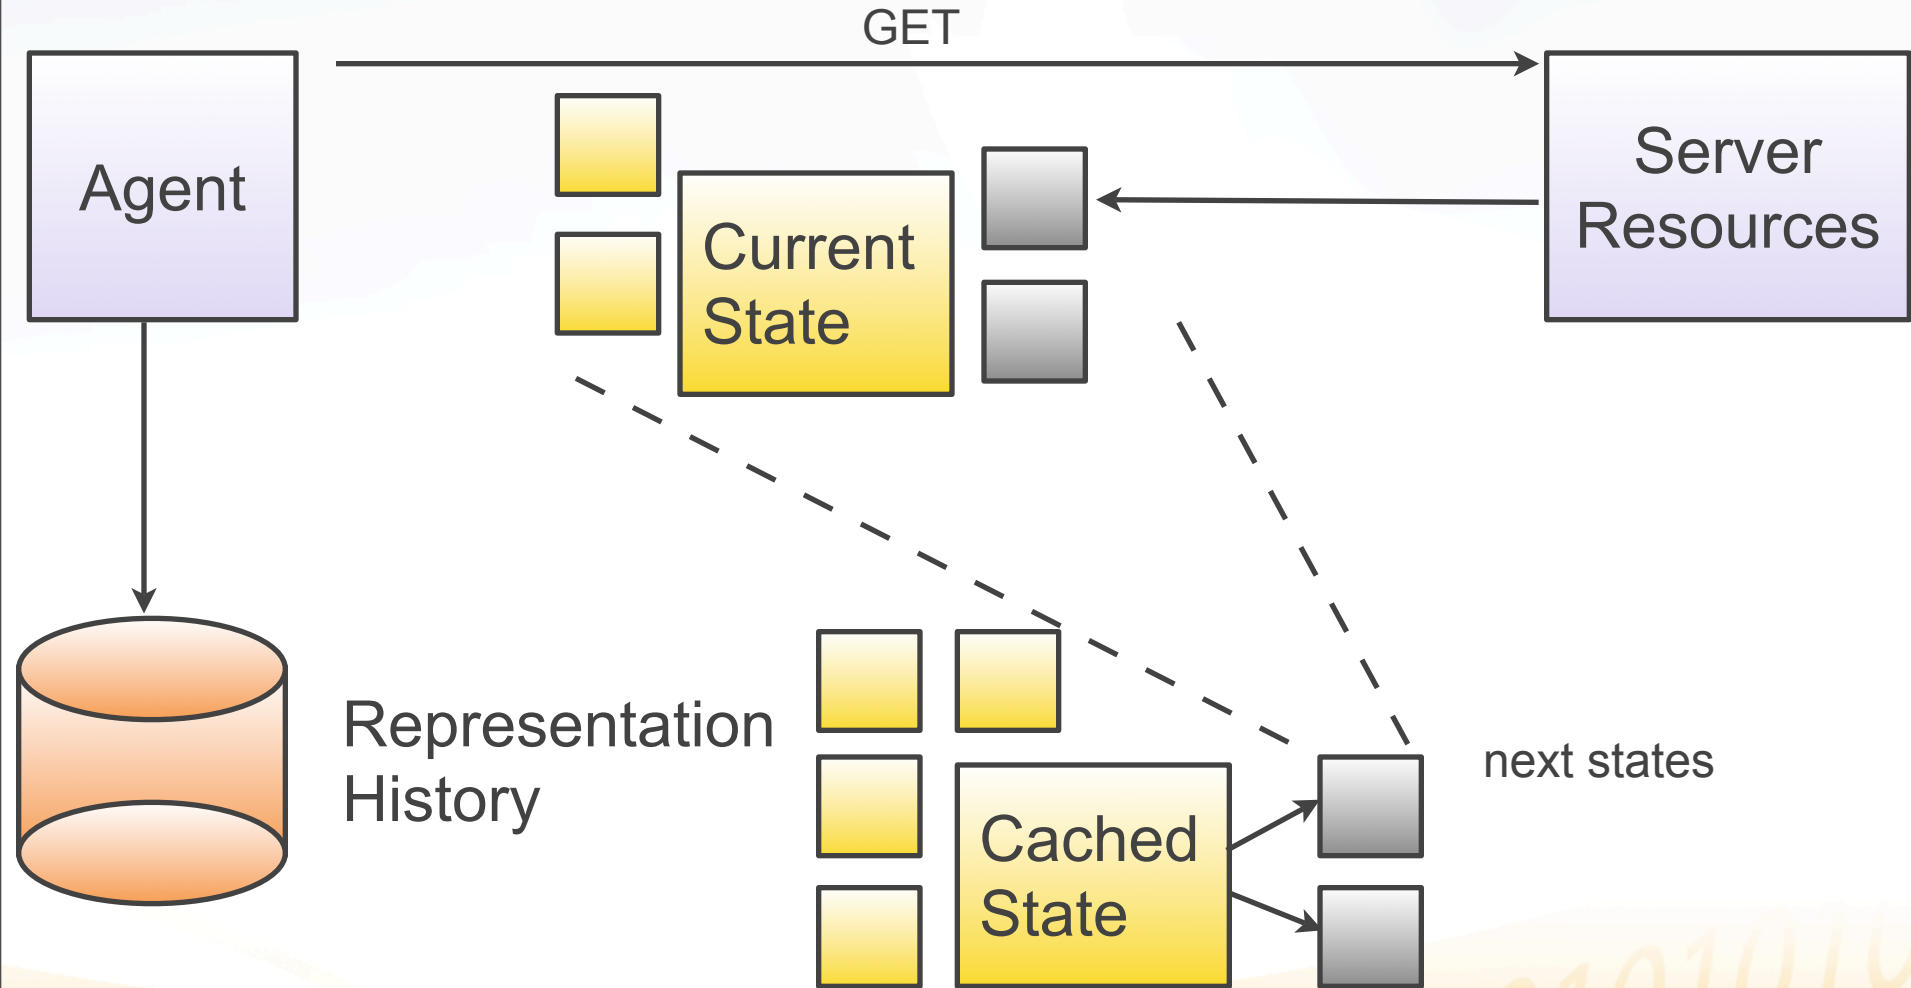 GET
Agent
Server
Resources
Current
State
Representation
History
next states
Cached
State